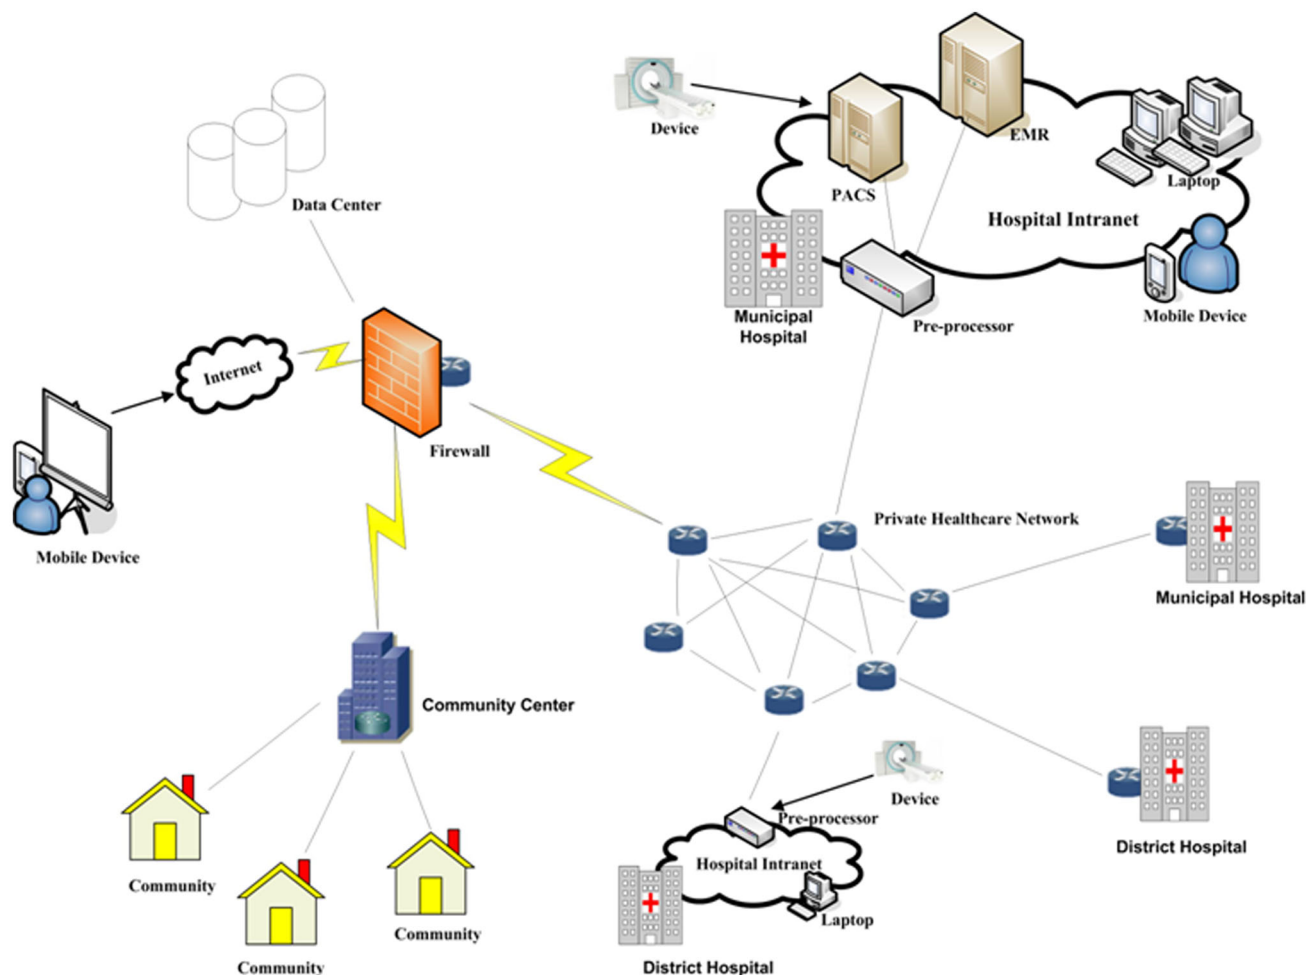 Device
EMR
Laptop
PACS
Data Center
Hospital Intranet
Municipal
Hospital
Pre-processor
Mobile Device
Internet
Firewall
Mobile Device
Private Healthcare Network
Municipal Hospital
Community Center
Device
Pre-processor
District Hospital
Hospital Intranet
Laptop
Community
Community
Community
District Hospital